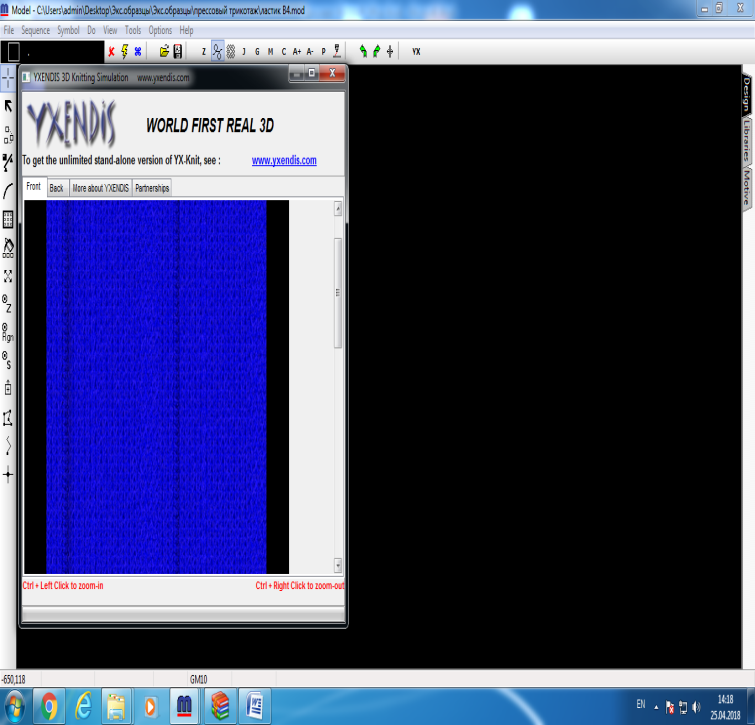 Model - C:\Users\admin\Desktop\Экс.образцы\Экс.образцы\прессовый трикотаж\ластик B4.mod
File Sequence Symbol Do View Tools Options Help
Z J G M C A+ A- P YX
YXENDIS 3D Knitting Simulation www.yxendis.com
YXENDIS WORLD FIRST REAL 3D
To get the unlimited stand-alone version of YX-Knit, see : www.yxendis.com
Front Back More about YXENDIS Partnerships
Z
Rgn
S
Design
Libraries
Motive
Ctrl + Left Click to zoom-in Ctrl + Right Click to zoom-out
-650,118 GM10
EN 14:18
25.04.2018